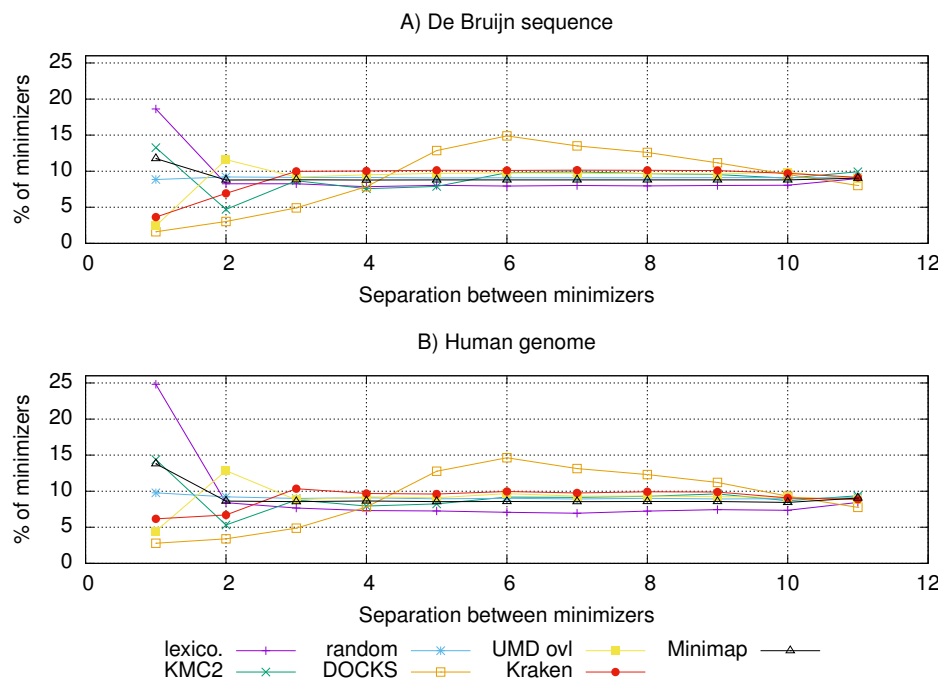 A) De Bruijn sequence
25
20
15
10
5
0
% of minimizers
0 2 4 6 8 10 12
Separation between minimizers
B) Human genome
25
20
15
10
5
0
% of minimizers
0 2 4 6 8 10 12
Separation between minimizers
lexico. random UMD ovl Minimap
KMC2 DOCKS Kraken